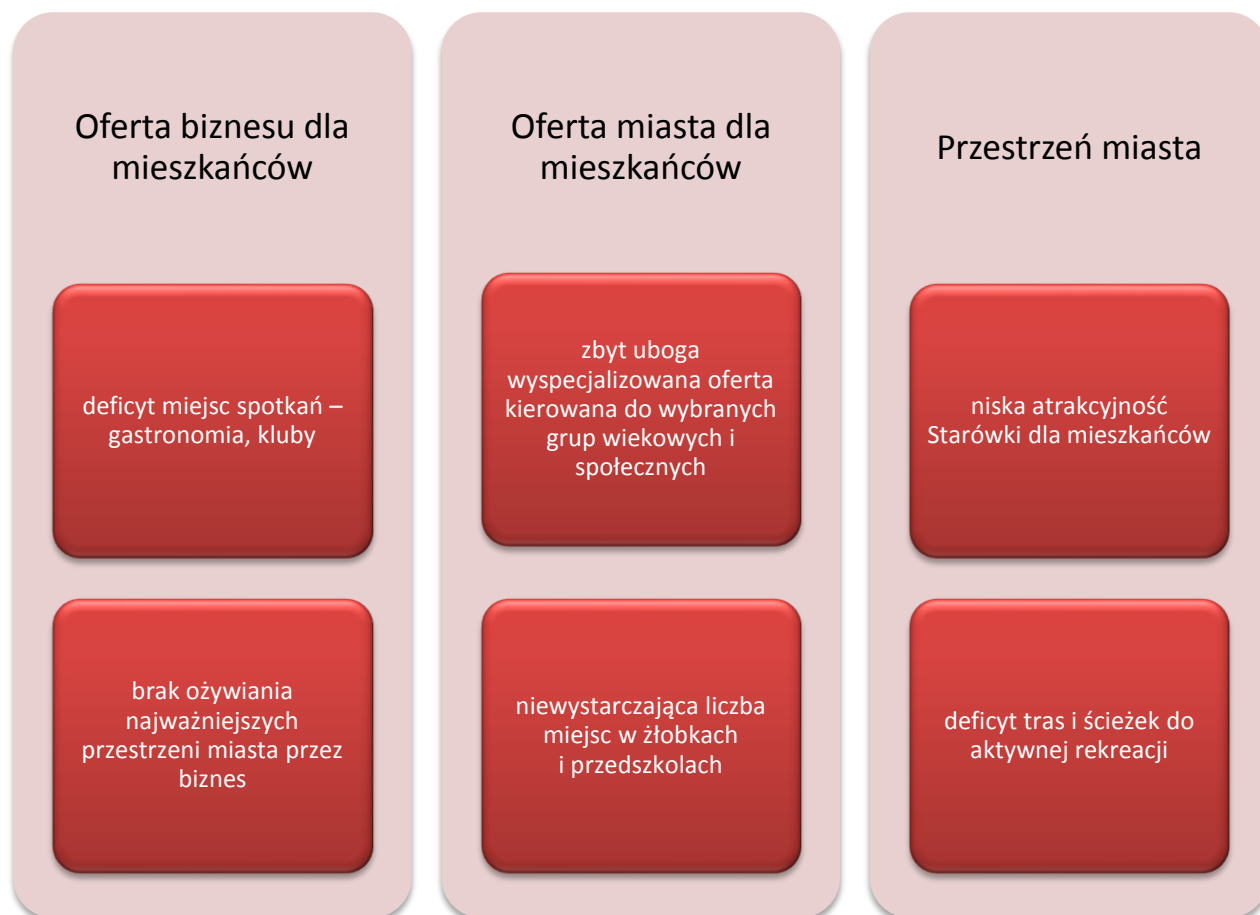 Oferta biznesu dla
mieszkańców
deficyt miejsc spotkań –
gastronomia, kluby
brak ożywiania
najważniejszych
przestrzeni miasta przez
biznes
Oferta miasta dla
mieszkańców
zbyt uboga
wyspecjalizowana oferta
kierowana do wybranych
grup wiekowych i
społecznych
niewystarczająca liczba
miejsc w żłobkach
i przedszkolach
Przestrzeń miasta
niska atrakcyjność
Starówki dla mieszkańców
deficyt tras i ścieżek do
aktywnej rekreacji